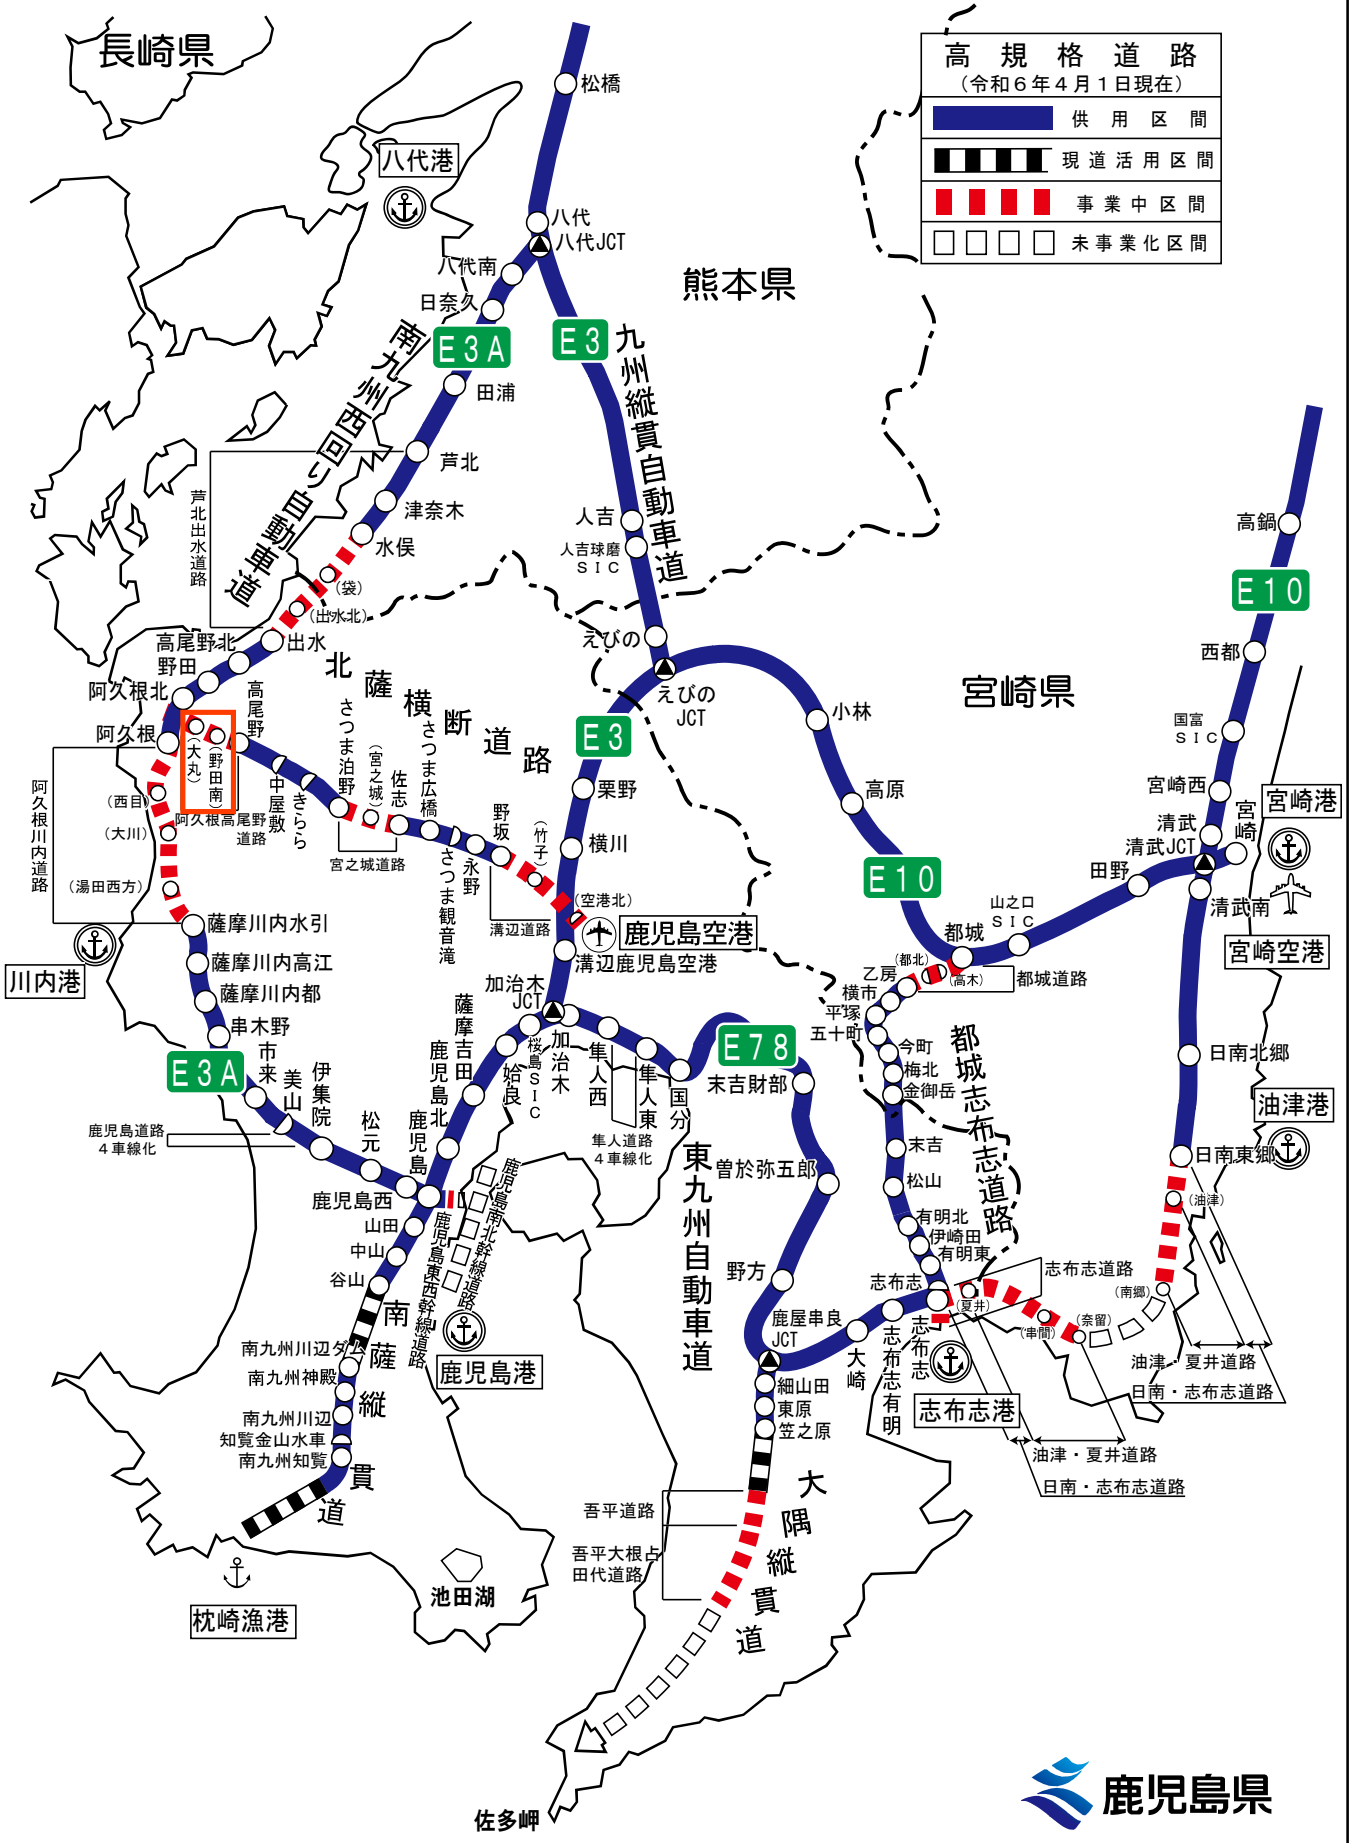 高規格道路
（令和６年４月１日現在）
供用区間
現道活用区間
事業中区間
未事業化区間
長崎県
八代港
熊本県
宮崎県
松橋
八代
八代JCT
八代南
日奈久
E3A
E3
南九州西回り自動車道
九州縦貫自動車道
田浦
芦北
津奈木
水俣
芦北出水道路
（袋）
（出水北）
出水
高尾野北
野田
阿久根北
阿久根
人吉
人吉球磨
ＳＩＣ
えびの
えびの
JCT
E3
小林
高原
E10
高鍋
E10
西都
国富
ＳＩＣ
宮崎西
宮崎
宮崎港
清武
清武JCT
田野
清武南
宮崎空港
山之口
ＳＩＣ
都城
（都北）
（高木）
都城道路
乙房
横市
平塚
五十町
今町
梅北
金御岳
末吉
松山
有明北
伊崎田
有明東
都城志布志道路
日南北郷
油津港
日南東郷
（油津）
（南郷）
（奈留）
（串間）
（夏井）
志布志道路
油津・夏井道路
日南・志布志道路
油津・夏井道路
日南・志布志道路
北薩横断道路
高尾野
（大丸）
（野田南）
阿久根高尾野
道路
中屋敷
きらら
さつま泊野
（宮之城）
佐志
宮之城道路
さつま広橋
さつま観音滝
永野
野坂
（竹子）
（空港北）
溝辺道路
鹿児島空港
溝辺鹿児島空港
栗野
横川
阿久根川内道路
（西目）
（大川）
（湯田西方）
薩摩川内水引
薩摩川内高江
薩摩川内都
串木野
川内港
E3A
市来
美山
伊集院
松元
鹿児島道路
４車線化
鹿児島西
鹿児島
鹿児島北
薩摩吉田
姶良
桜島ＳＩＣ
加治木
JCT
加治木
隼人西
隼人東
国分
隼人道路
４車線化
E78
末吉財部
曽於弥五郎
東九州自動車道
野方
鹿屋串良
JCT
大崎
志布志有明
志布志
志布志
志布志港
細山田
東原
笠之原
大隅縦貫道
吾平道路
吾平大根占
田代道路
山田
中山
谷山
南薩縦貫道
鹿児島東西幹線道路
鹿児島南北幹線道路
鹿児島港
南九州川辺ダム
南九州神殿
南九州川辺
知覧金山水車
南九州知覧
枕崎漁港
池田湖
佐多岬
鹿児島県